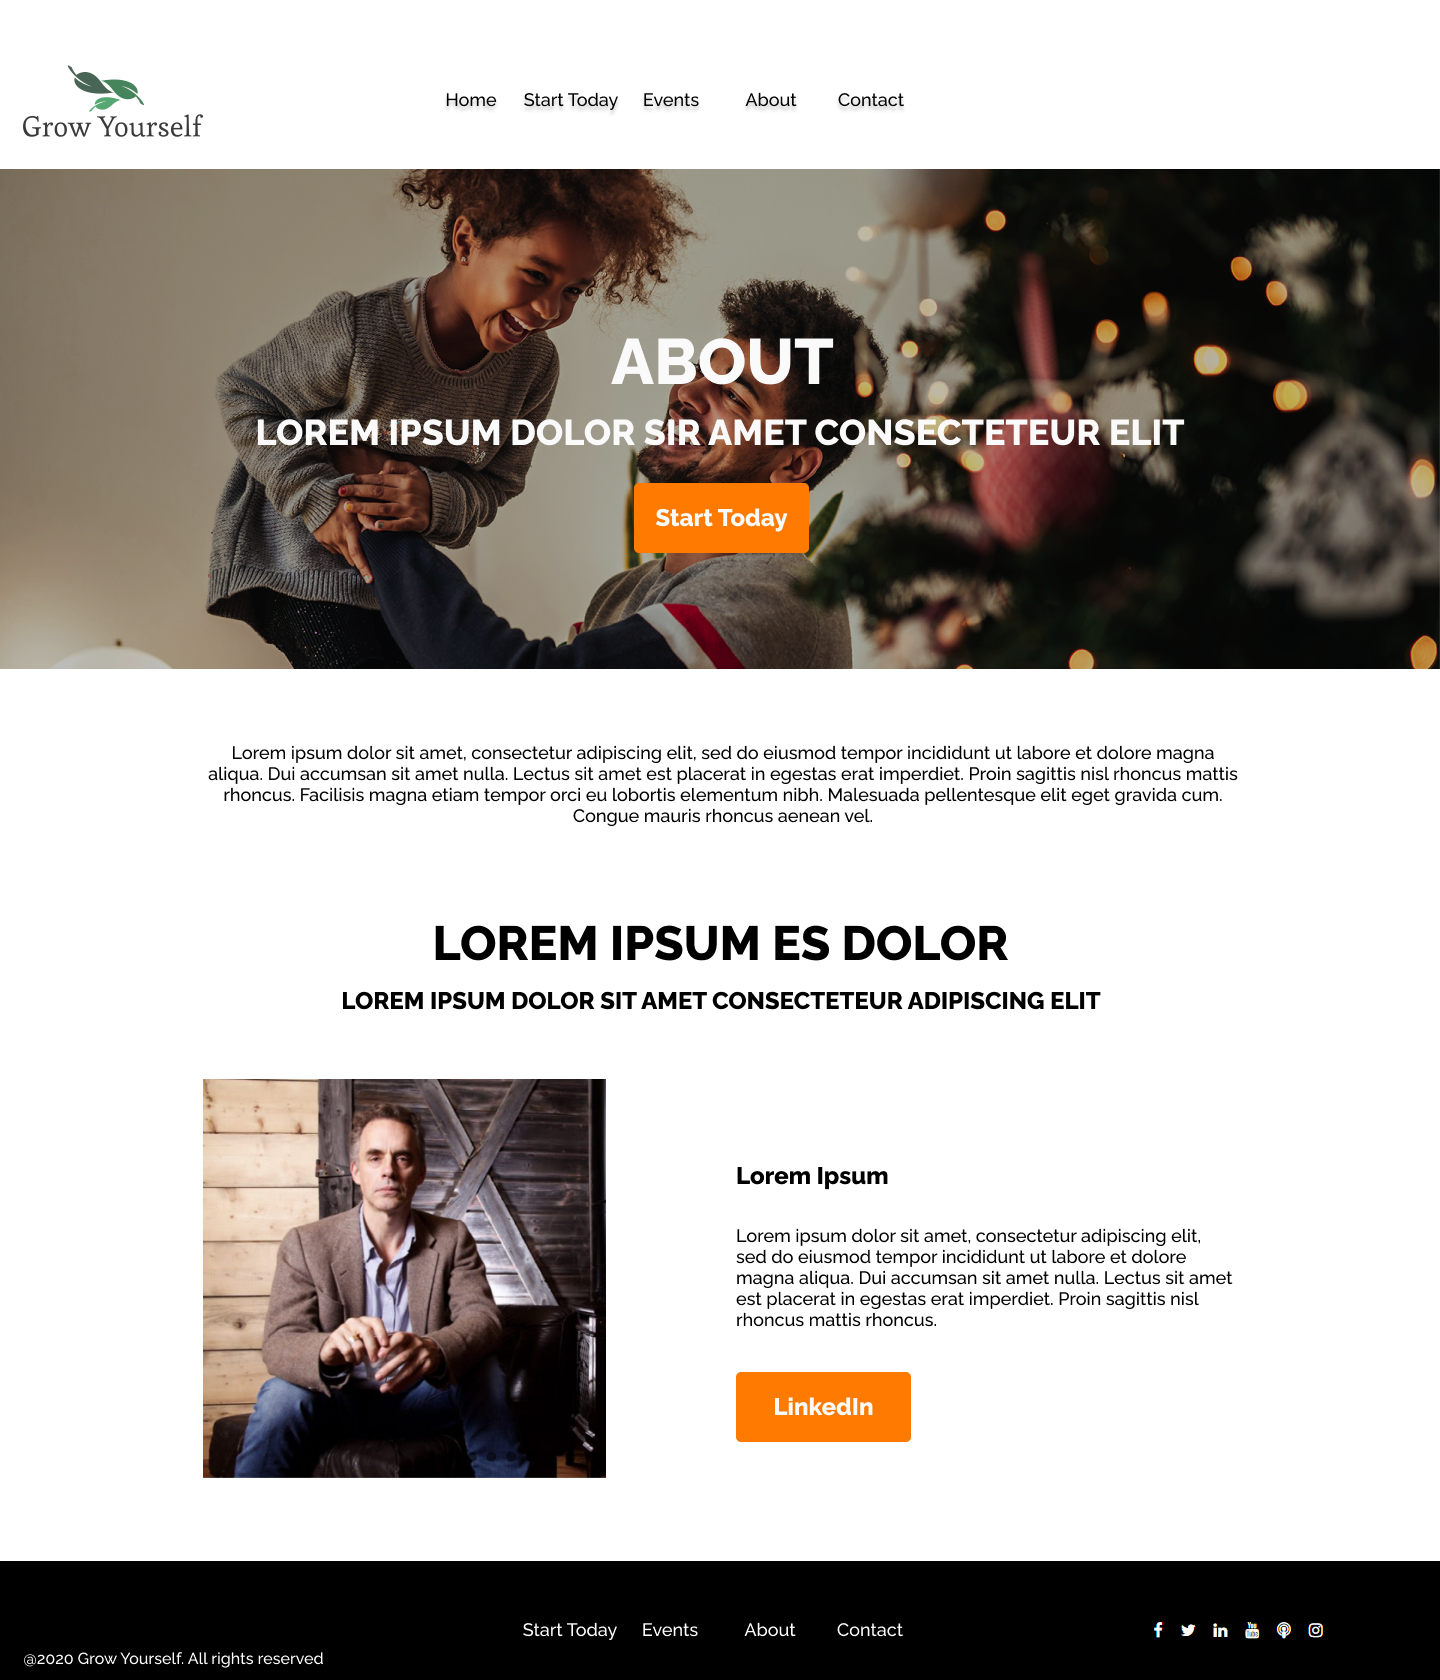 Grow Yourself
Home Start Today Events About Contact
ABOUT
LOREM IPSUM DOLOR SIR AMET CONSECTETEUR ELIT
Start Today
Lorem ipsum dolor sit amet, consectetur adipiscing elit, sed do eiusmod tempor incididunt ut labore et dolore magna
aliqua. Dui accumsan sit amet nulla. Lectus sit amet est placerat in egestas erat imperdiet. Proin sagittis nisl rhoncus mattis
rhoncus. Facilisis magna etiam tempor orci eu lobortis elementum nibh. Malesuada pellentesque elit eget gravida cum.
Congue mauris rhoncus aenean vel.
LOREM IPSUM ES DOLOR
LOREM IPSUM DOLOR SIT AMET CONSECTETEUR ADIPISCING ELIT
Lorem Ipsum
Lorem ipsum dolor sit amet, consectetur adipiscing elit,
sed do eiusmod tempor incididunt ut labore et dolore
magna aliqua. Dui accumsan sit amet nulla. Lectus sit amet
est placerat in egestas erat imperdiet. Proin sagittis nisl
rhoncus mattis rhoncus.
LinkedIn
Start Today Events About Contact
@2020 Grow Yourself. All rights reserved